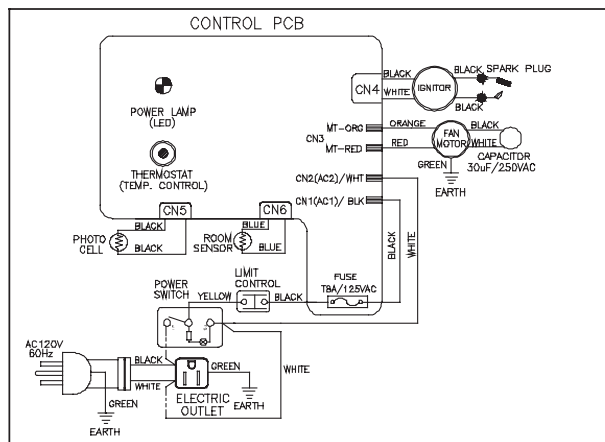 CONTROL PCB
POWER LAMP
(LED)
THERMOSTAT
(TEMP. CONTROL)
CN4
BLACK
WHITE
IGNITOR
BLACK
SPARK PLUG
BLACK
MT-ORG
ORANGE
CN3
MT-RED
RED
FAN
MOTOR
BLACK
WHITE
CAPACITOR
30uF/250VAC
GREEN
EARTH
CN2(AC2)/WHT
CN1(AC1)/ BLK
CN5
CN6
BLACK
BLACK
PHOTO
CELL
BLUE
BLUE
ROOM
SENSOR
BLACK
WHITE
FUSE
T8A/125VAC
LIMIT
CONTROL
YELLOW
BLACK
POWER
SWITCH
AC120V
60Hz
BLACK
WHITE
GREEN
WHITE
GREEN
EARTH
ELECTRIC
OUTLET
EARTH